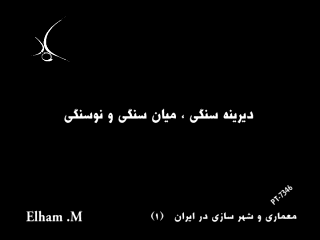 دیرینه سنگی ، میان سنگی و نوسنگی
PT-7346
معماری و شهر سازی در ایران (۱)
Elham .M